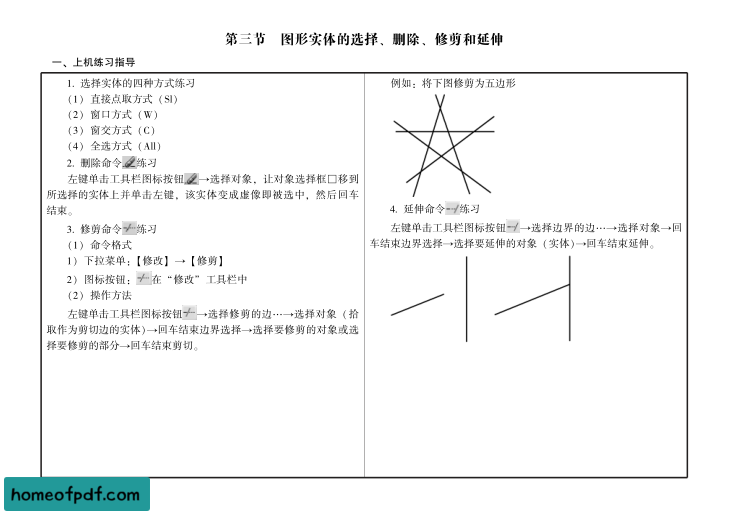 第三节　图形实体的选择、删除、修剪和延伸
一、上机练习指导
1. 选择实体的四种方式练习
(1) 直接点取方式 (Sl)
(2) 窗口方式 (W)
(3) 窗交方式 (C)
(4) 全选方式 (All)
2. 删除命令练习
左键单击工具栏图标按钮→选择对象, 让对象选择框□移到
所选择的实体上并单击左键, 该实体变成虚像即被选中, 然后回车
结束。
3. 修剪命令练习
(1) 命令格式
1) 下拉菜单:【修改】→【修剪】
2) 图标按钮: 在“修改”工具栏中
(2) 操作方法
左键单击工具栏图标按钮→选择修剪的边…→选择对象 (拾
取作为剪切边的实体)→回车结束边界选择→选择要修剪的对象或选
择要修剪的部分→回车结束剪切。
例如: 将下图修剪为五边形
4. 延伸命令练习
左键单击工具栏图标按钮→选择边界的边…→选择对象→回
车结束边界选择→选择要延伸的对象 (实体)→回车结束延伸。
homeofpdf.com